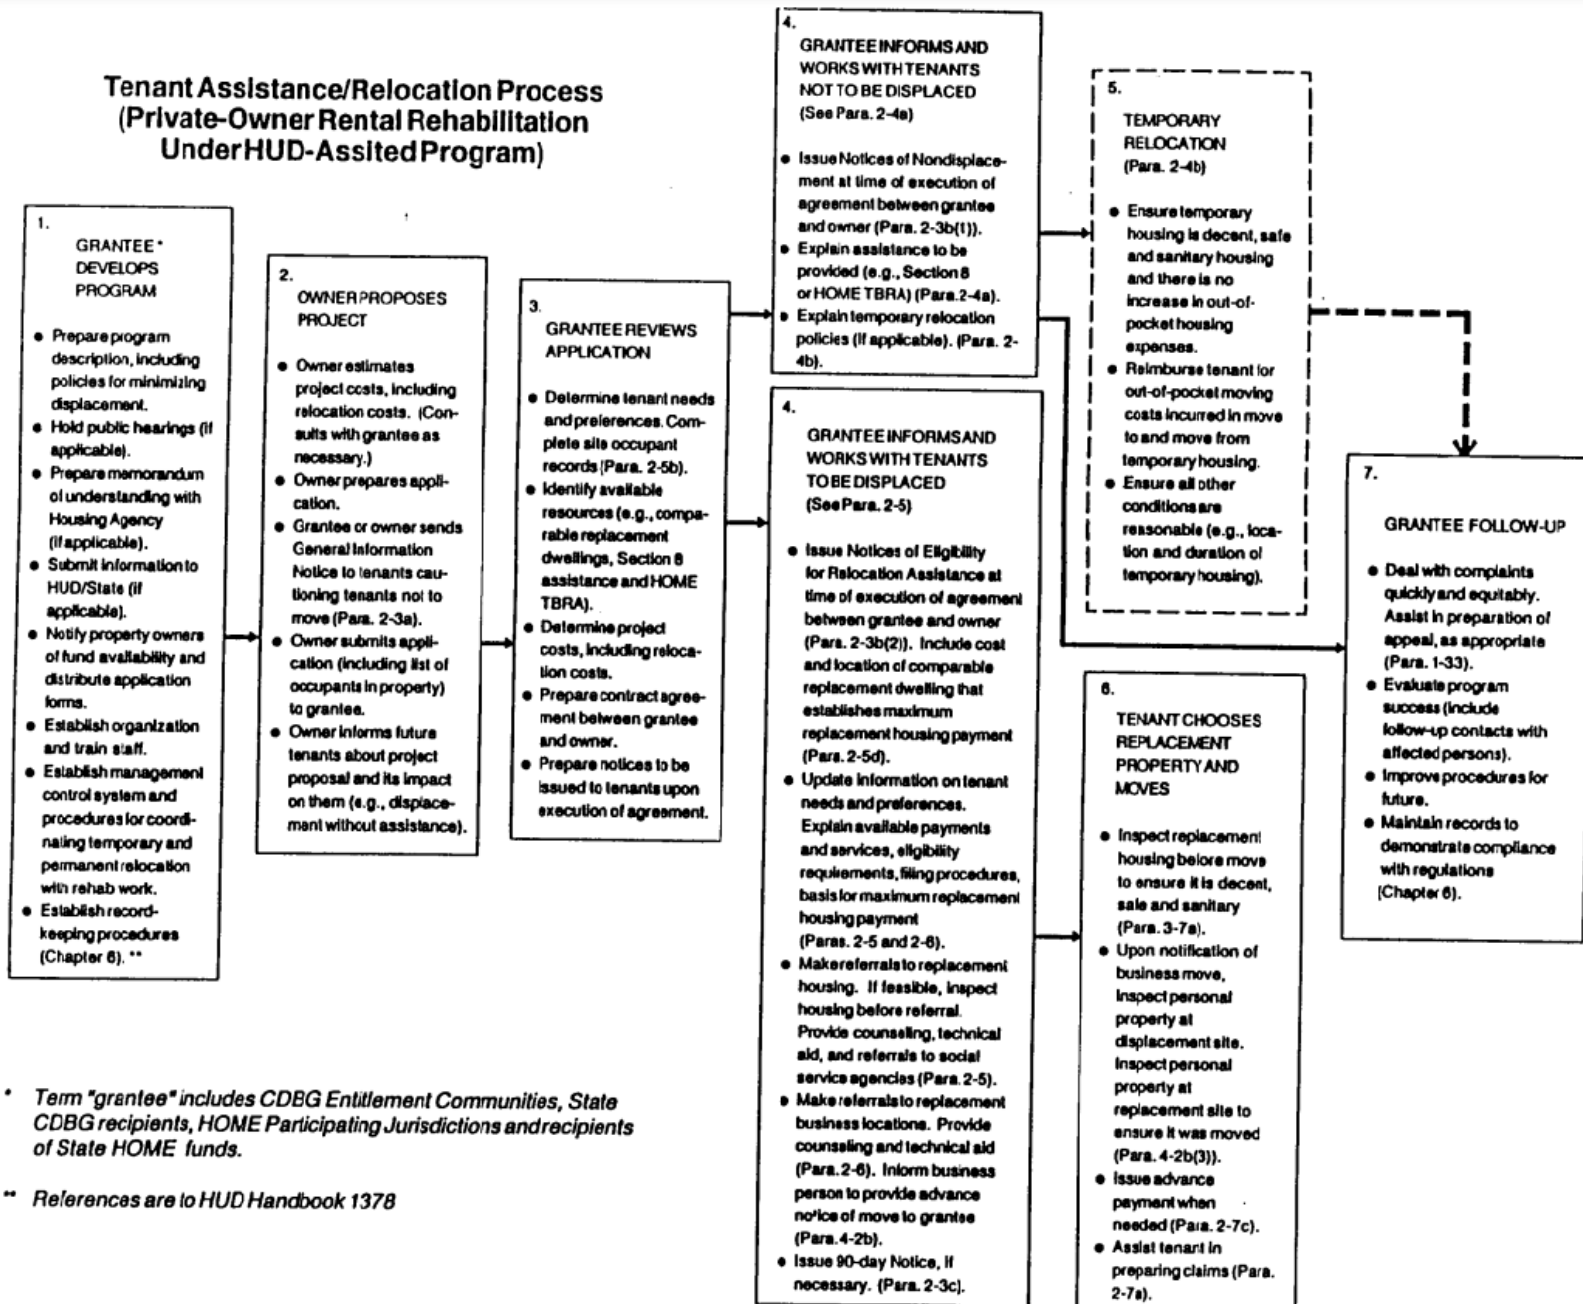 Tenant Assistance/Relocation Process
(Private-Owner Rental Rehabilitation
Under HUD-Assited Program)
1.
GRANTEE*
DEVELOPS
PROGRAM
• Prepare program
description, including
policies for minimizing
displacement.
• Hold public hearings (if
applicable).
• Prepare memorandum
of understanding with
Housing Agency
(if applicable).
• Submit information to
HUD/State (if
applicable).
• Notify property owners
of fund availability and
distribute application
forms.
• Establish organization
and train staff.
• Establish management
control system and
procedures for coordi-
nating temporary and
permanent relocation
with rehab work.
• Establish record-
keeping procedures
(Chapter 6). **
2.
OWNER PROPOSES
PROJECT
• Owner estimates
project costs, including
relocation costs. (Con-
sults with grantee as
necessary.)
• Owner prepares appli-
cation.
• Grantee or owner sends
General Information
Notice to tenants cau-
tioning tenants not to
move (Para. 2-3a).
• Owner submits appli-
cation (including list of
occupants in property)
to grantee.
• Owner informs future
tenants about project
proposal and its impact
on them (e.g., displace-
ment without assistance).
3.
GRANTEE REVIEWS
APPLICATION
• Determine tenant needs
and preferences. Com-
plete site occupant
records (Para. 2-5b).
• Identify available
resources (e.g., compa-
rable replacement
dwellings, Section 8
assistance and HOME
TBRA).
• Determine project
costs, including reloca-
tion costs.
• Prepare contract agree-
ment between grantee
and owner.
• Prepare notices to be
issued to tenants upon
execution of agreement.
4.
GRANTEE INFORMS AND
WORKS WITH TENANTS
NOT TO BE DISPLACED
(See Para. 2-4a)
• Issue Notices of Nondisplace-
ment at time of execution of
agreement between grantee
and owner (Para. 2-3b(1)).
• Explain assistance to be
provided (e.g., Section 8
or HOME TBRA) (Para. 2-4a).
• Explain temporary relocation
policies (if applicable). (Para. 2-
4b).
4.
GRANTEE INFORMS AND
WORKS WITH TENANTS
TO BE DISPLACED
(See Para. 2-5)
• Issue Notices of Eligibility
for Relocation Assistance at
time of execution of agreement
between grantee and owner
(Para. 2-3b(2)). Include cost
and location of comparable
replacement dwelling that
establishes maximum
replacement housing payment
(Para. 2-5d).
• Update information on tenant
needs and preferences.
Explain available payments
and services, eligibility
requirements, filing procedures,
basis for maximum replacement
housing payment
(Paras. 2-5 and 2-6).
• Make referrals to replacement
housing. If feasible, inspect
housing before referral.
Provide counseling, technical
aid, and referrals to social
service agencies (Para. 2-5).
• Make referrals to replacement
business locations. Provide
counseling and technical aid
(Para. 2-6). Inform business
person to provide advance
notice of move to grantee
(Para. 4-2b).
• Issue 90-day Notice, if
necessary. (Para. 2-3c).
5.
TEMPORARY
RELOCATION
(Para. 2-4b)
• Ensure temporary
housing is decent, safe
and sanitary housing
and there is no
increase in out-of-
pocket housing
expenses.
• Reimburse tenant for
out-of-pocket moving
costs incurred in move
to and move from
temporary housing.
• Ensure all other
conditions are
reasonable (e.g., loca-
tion and duration of
temporary housing).
6.
TENANT CHOOSES
REPLACEMENT
PROPERTY AND
MOVES
• Inspect replacement
housing before move
to ensure it is decent,
safe and sanitary
(Para. 3-7a).
• Upon notification of
business move,
inspect personal
property at
displacement site.
Inspect personal
property at
replacement site to
ensure it was moved
(Para. 4-2b(3)).
• Issue advance
payment when
needed (Para. 2-7c).
• Assist tenant in
preparing claims (Para.
2-7a).
7.
GRANTEE FOLLOW-UP
• Deal with complaints
quickly and equitably.
Assist in preparation of
appeal, as appropriate
(Para. 1-33).
• Evaluate program
success (include
follow-up contacts with
affected persons).
• Improve procedures for
future.
• Maintain records to
demonstrate compliance
with regulations
(Chapter 6).
* Term "grantee" includes CDBG Entitlement Communities, State
CDBG recipients, HOME Participating Jurisdictions and recipients
of State HOME funds.
** References are to HUD Handbook 1378